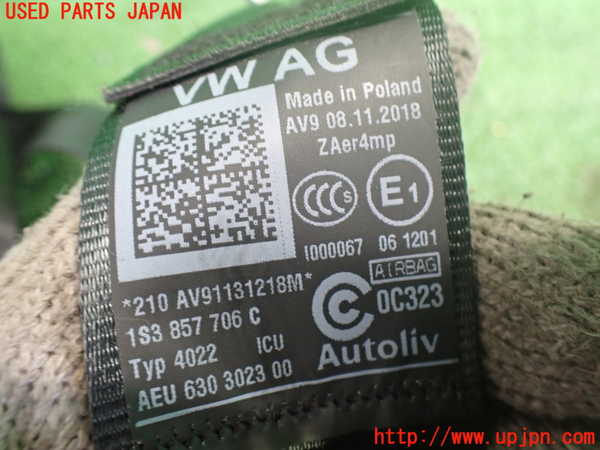 USED PARTS JAPAN
VW AG
Made in Poland
AV9 08.11.2018
ZAer4mp
CCC S
E1
I000067 06 1201
*210 AV91131218M*
AIRBAG
1S3 857 706 C
C 0C323
Typ 4022 ICU
Autoliv
AEU 630 3023 00
http://www.upjpn.com